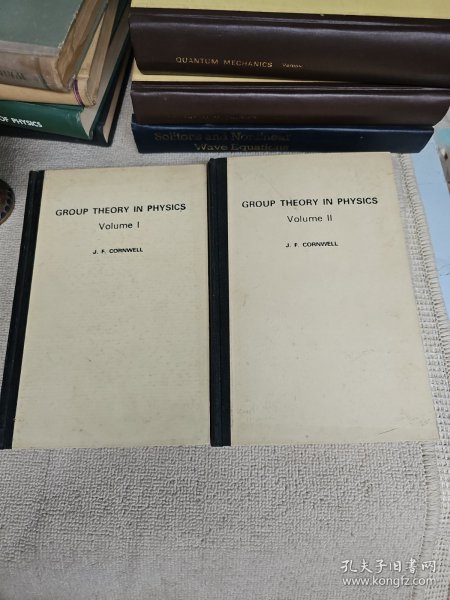 QUANTUM MECHANICS
OF PHYSICS
Solitons and Nonlinear
Wave Equations
GROUP THEORY IN PHYSICS
Volume I
J. F. CORNWELL
GROUP THEORY IN PHYSICS
Volume II
J. F. CORNWELL
孔夫子旧书网
www.kongfz.com